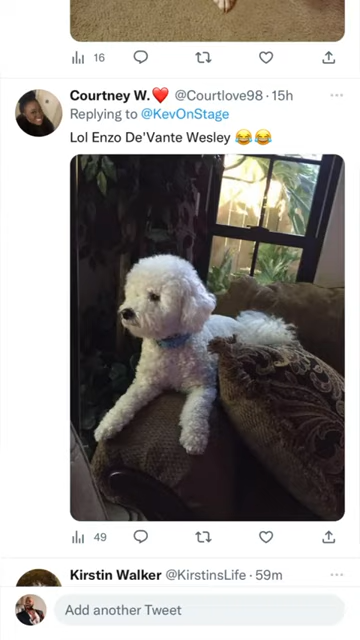 16
Courtney W.❤️ @Courtlove98 · 15h
Replying to @KevOnStage
Lol Enzo De'Vante Wesley 😂😂
49
Kirstin Walker @KirstinsLife · 59m
Add another Tweet